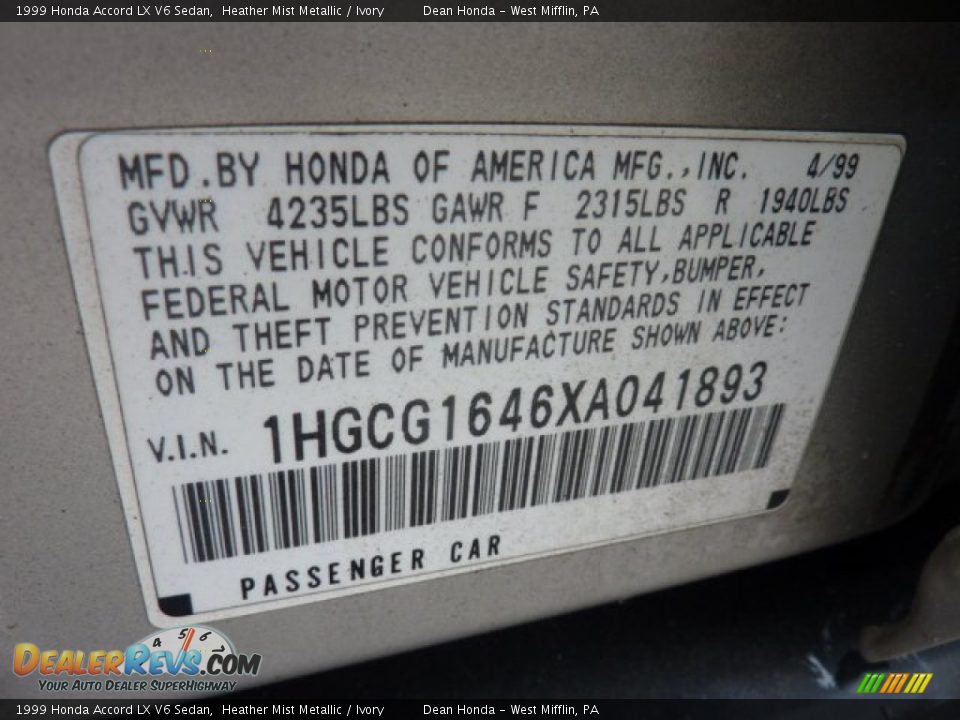 1999 Honda Accord LX V6 Sedan, Heather Mist Metallic / Ivory Dean Honda - West Mifflin, PA
MFD.BY HONDA OF AMERICA MFG.,INC. 4/99
GVWR 4235LBS GAWR F 2315LBS R 1940LBS
THIS VEHICLE CONFORMS TO ALL APPLICABLE
FEDERAL MOTOR VEHICLE SAFETY,BUMPER,
AND THEFT PREVENTION STANDARDS IN EFFECT
ON THE DATE OF MANUFACTURE SHOWN ABOVE:
V.I.N. 1HGCG1646XA041893
PASSENGER CAR
4 5 6 7
DEALERREVS.COM
YOUR AUTO DEALER SUPERHIGHWAY
1999 Honda Accord LX V6 Sedan, Heather Mist Metallic / Ivory Dean Honda - West Mifflin, PA